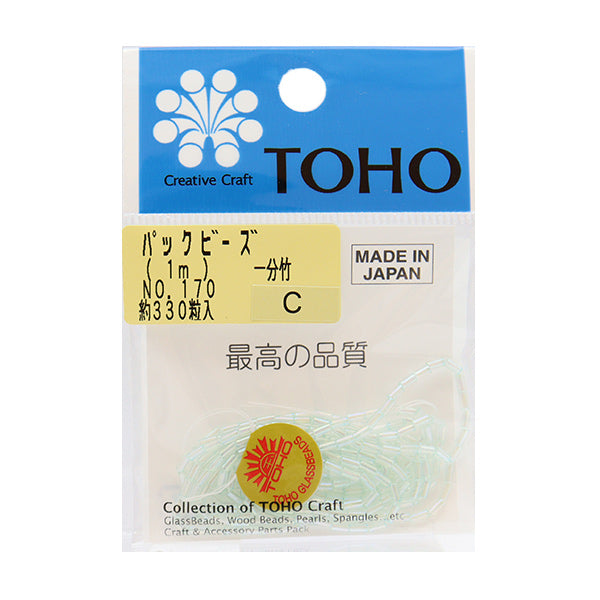 Creative Craft
TOHO
パックビーズ
( 1m ) 一分竹
NO.170
約330粒入
C
MADE IN
JAPAN
最高の品質
TOHO
TOHO GLASSBEADS
Collection of TOHO Craft
GlassBeads, Wood Beads, Pearls, Spangles...etc
Craft & Accessory Parts Pack